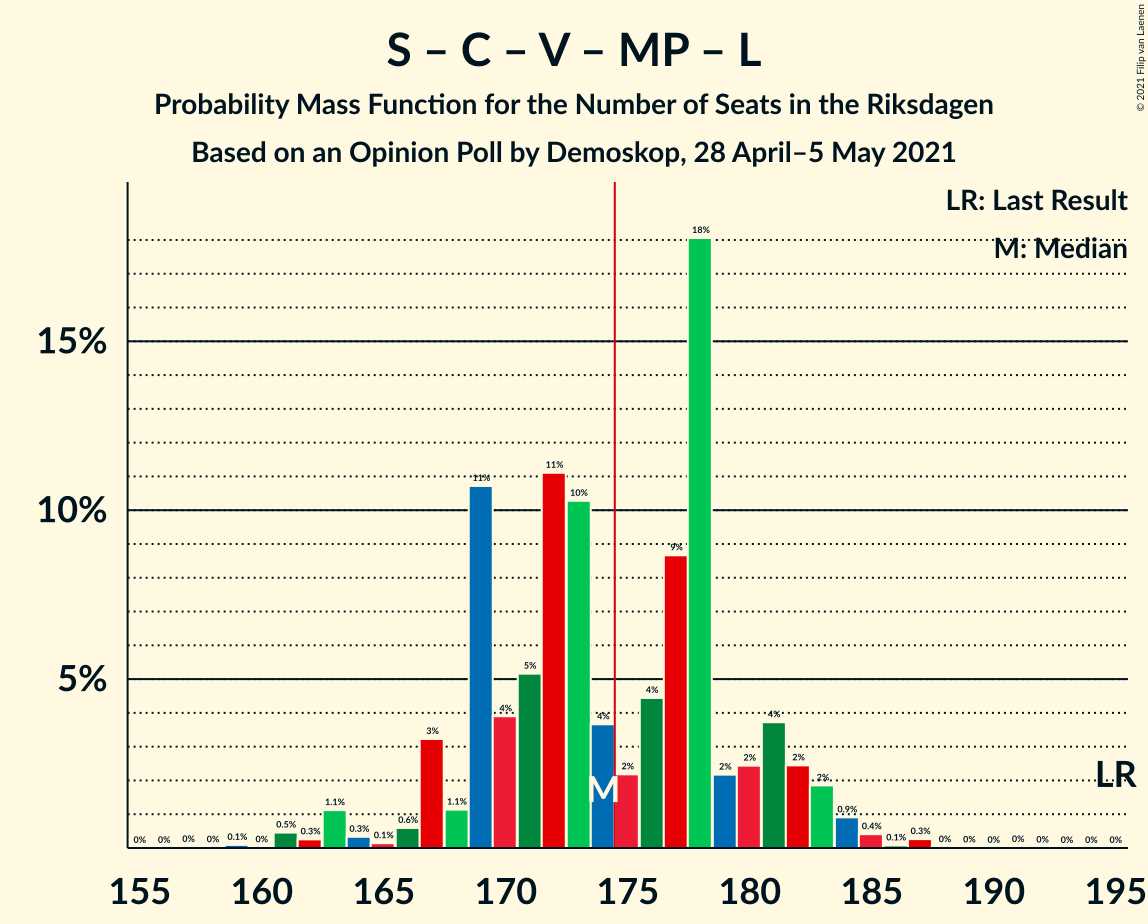 S – C – V – MP – L
Probability Mass Function for the Number of Seats in the Riksdagen
Based on an Opinion Poll by Demoskop, 28 April–5 May 2021
© 2021 Filip van Laenen
LR: Last Result
M: Median
15%
10%
5%
0% 0% 0% 0% 0.1% 0% 0.5% 0.3% 1.1% 0.3% 0.1% 0.6% 3% 1.1% 11% 4% 5% 11% 10% 4% 2% 4% 9% 18% 2% 2% 4% 2% 2% 0.9% 0.4% 0.1% 0.3% 0% 0% 0% 0% 0% 0% 0% 0%
M
LR
155 160 165 170 175 180 185 190 195